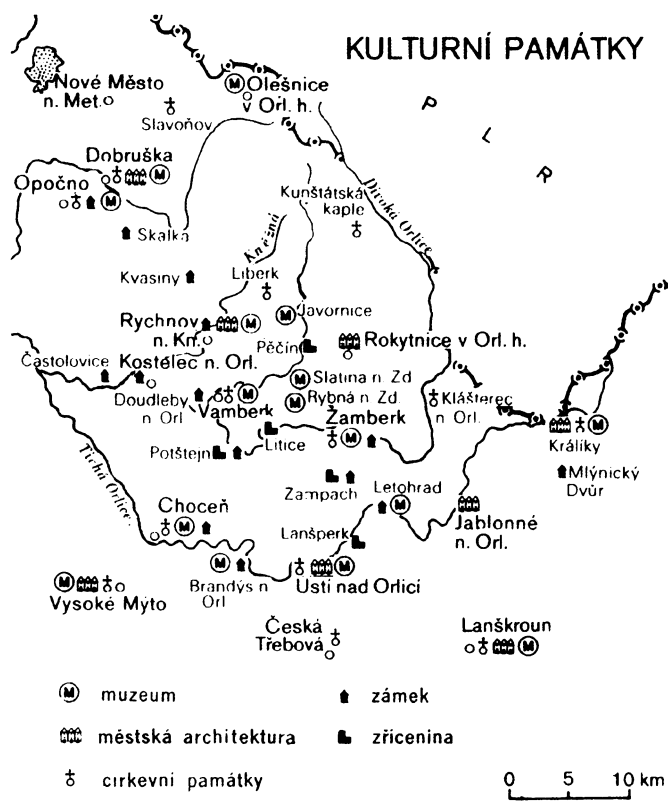 KULTURNÍ PAMÁTKY
Nové Město
n. Met.
Olešnice
v Orl. h.
Slavoňov
P L R
Dobruška
Opočno
Kunštátská
kaple
Divoká Orlice
Skalka
Kněžná
Kvasiny
Liberk
Javornice
Rychnov
n. Kn.
Pěčín
Rokytnice v Orl. h.
Častolovice
Kostelec n. Orl.
Slatina n Zd
Rybná n Zd.
Doudleby
n Orl
Vamberk
Klášterec
n Orl.
Žamberk
Potštejn
Litice
Králíky
Tichá Orlice
Žampach
Letohrad
Mlýnický
Dvůr
Choceň
Jablonné
n. Orl.
Lanšperk
Brandýs n
Orl
Ústí nad Orlicí
Vysoké Mýto
Česká
Třebová
Lanškroun
M muzeum
zámek
městská architektura
zřícenina
církevní památky
0 5 10 km